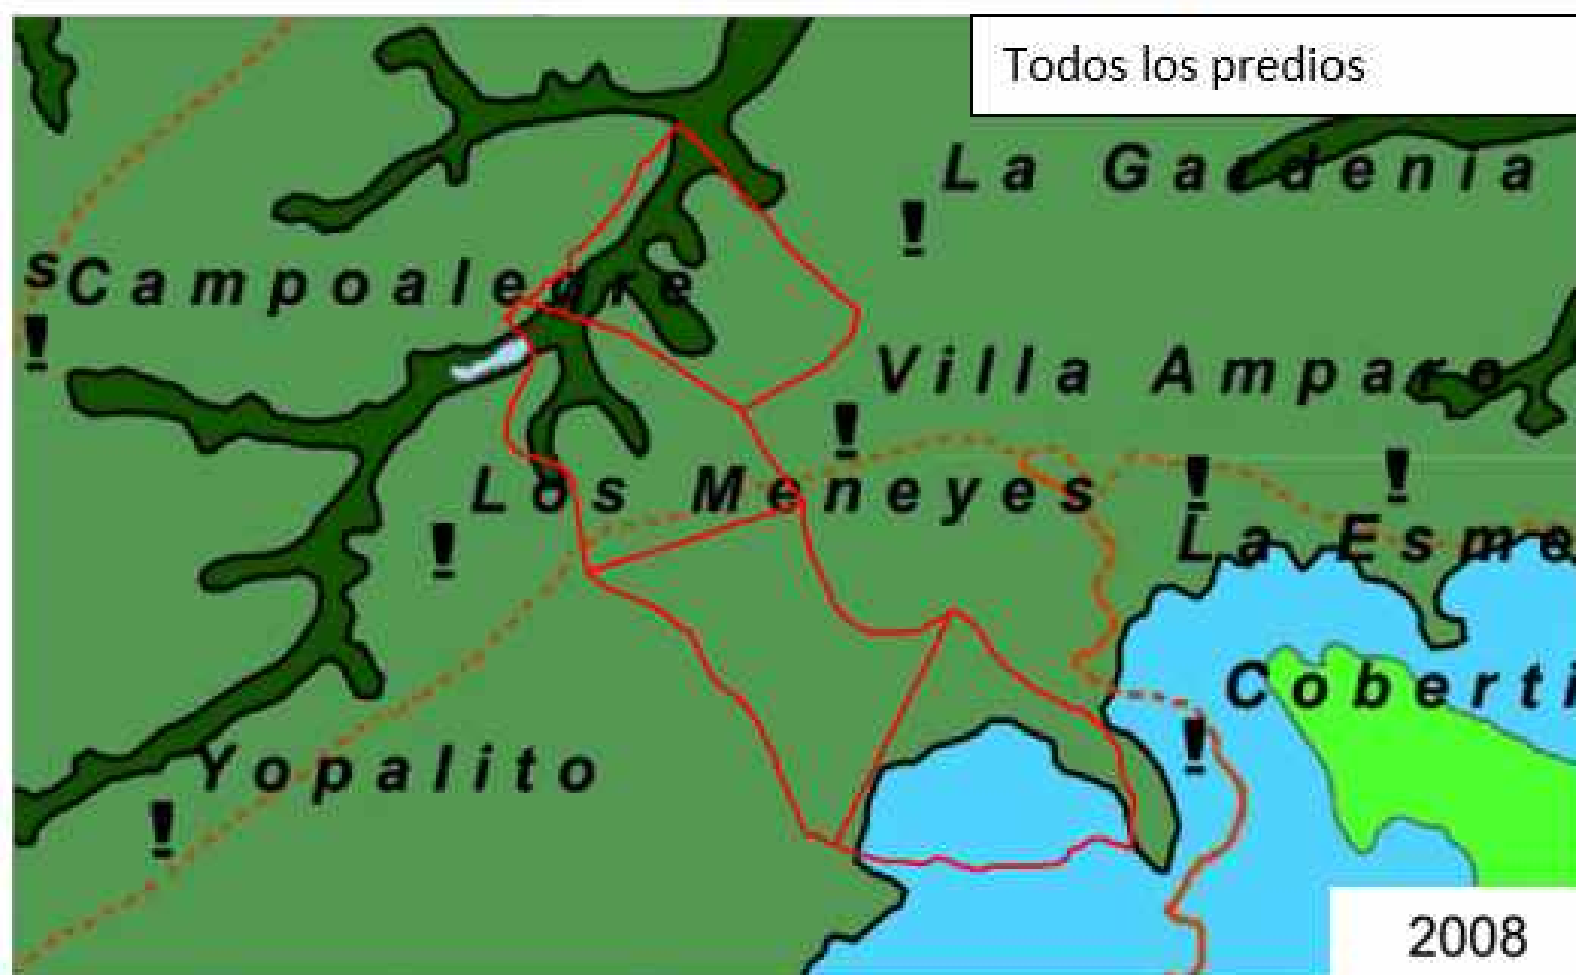 Todos los predios
La Gardenia
s Campoalegre
Villa Amparo
Los Meneyes
La Esme
Coberti
Yopalito
2008